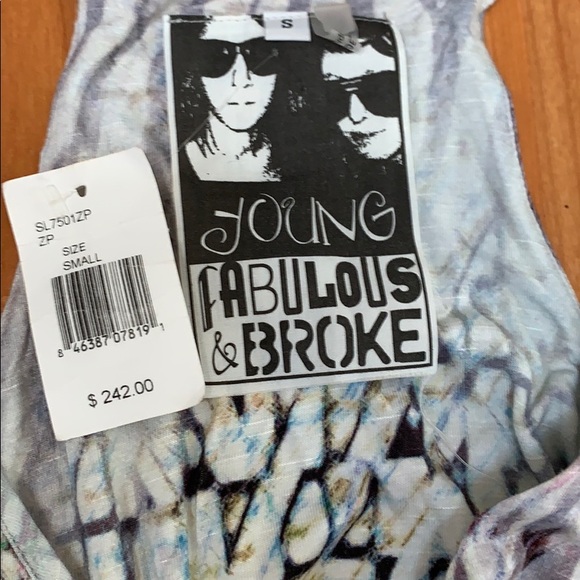 S
YOUNG
FABULOUS
& BROKE
SL7501ZP
ZP
SIZE
SMALL
8 46387 07819 1
$ 242.00